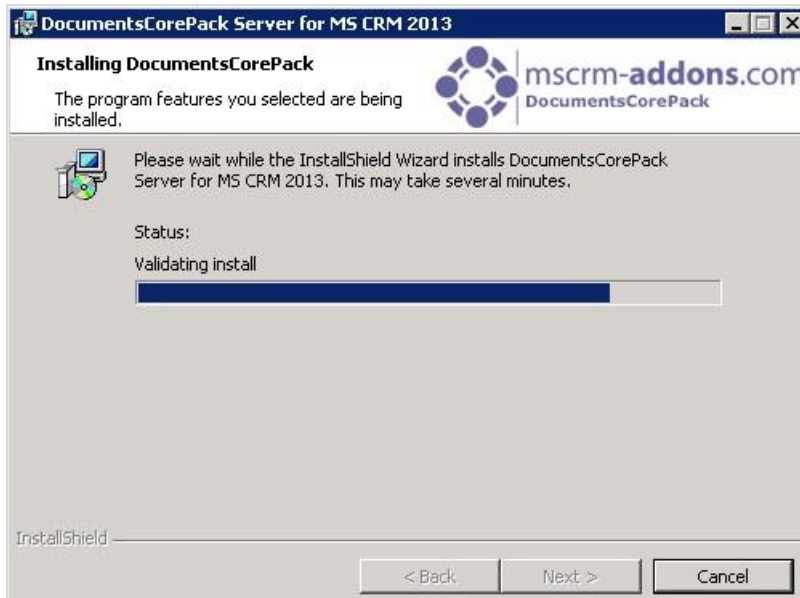 DocumentsCorePack Server for MS CRM 2013
Installing DocumentsCorePack
The program features you selected are being
installed.
mscrm-addons.com
DocumentsCorePack
Please wait while the InstallShield Wizard installs DocumentsCorePack
Server for MS CRM 2013. This may take several minutes.
Status:
Validating install
InstallShield
< Back
Next >
Cancel